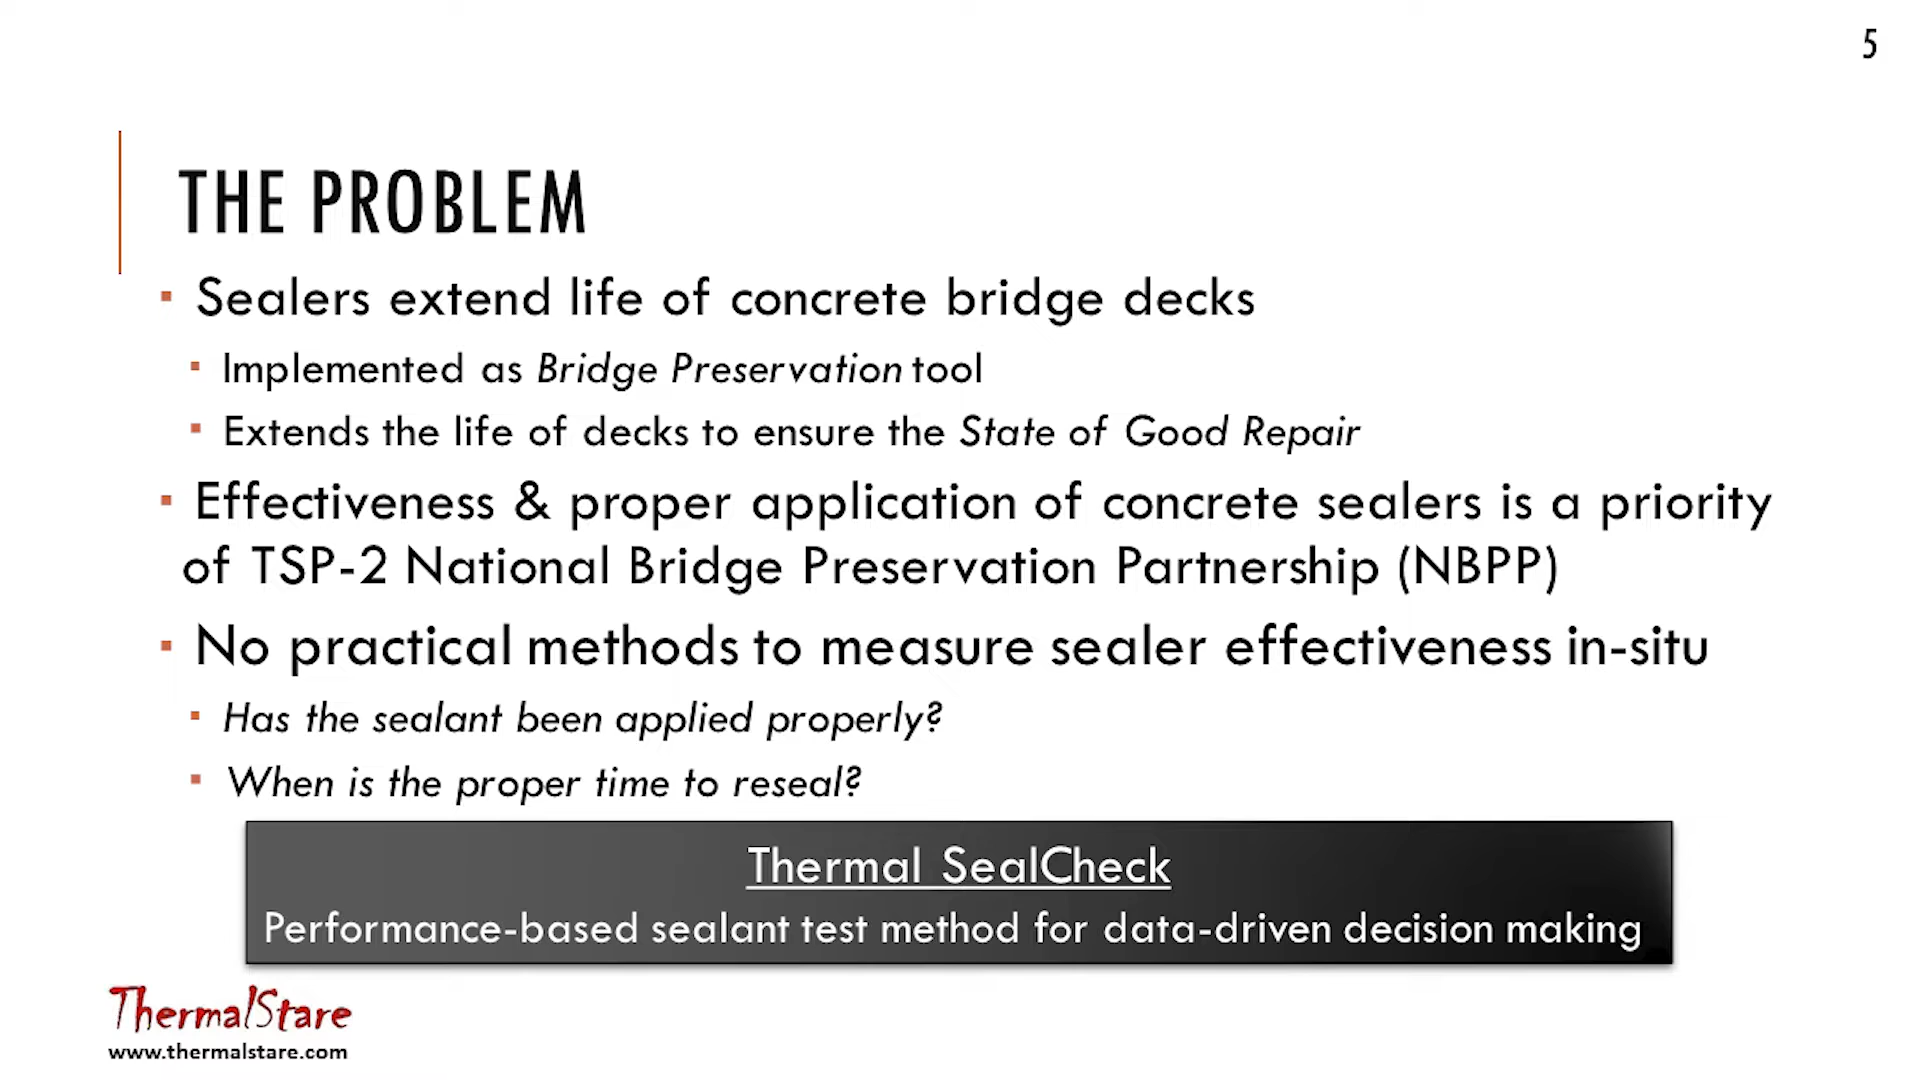 5
THE PROBLEM
▪ Sealers extend life of concrete bridge decks
▪ Implemented as Bridge Preservation tool
▪ Extends the life of decks to ensure the State of Good Repair
▪ Effectiveness & proper application of concrete sealers is a priority
of TSP-2 National Bridge Preservation Partnership (NBPP)
▪ No practical methods to measure sealer effectiveness in-situ
▪ Has the sealant been applied properly?
▪ When is the proper time to reseal?
Thermal SealCheck
Performance-based sealant test method for data-driven decision making
ThermalStare
www.thermalstare.com